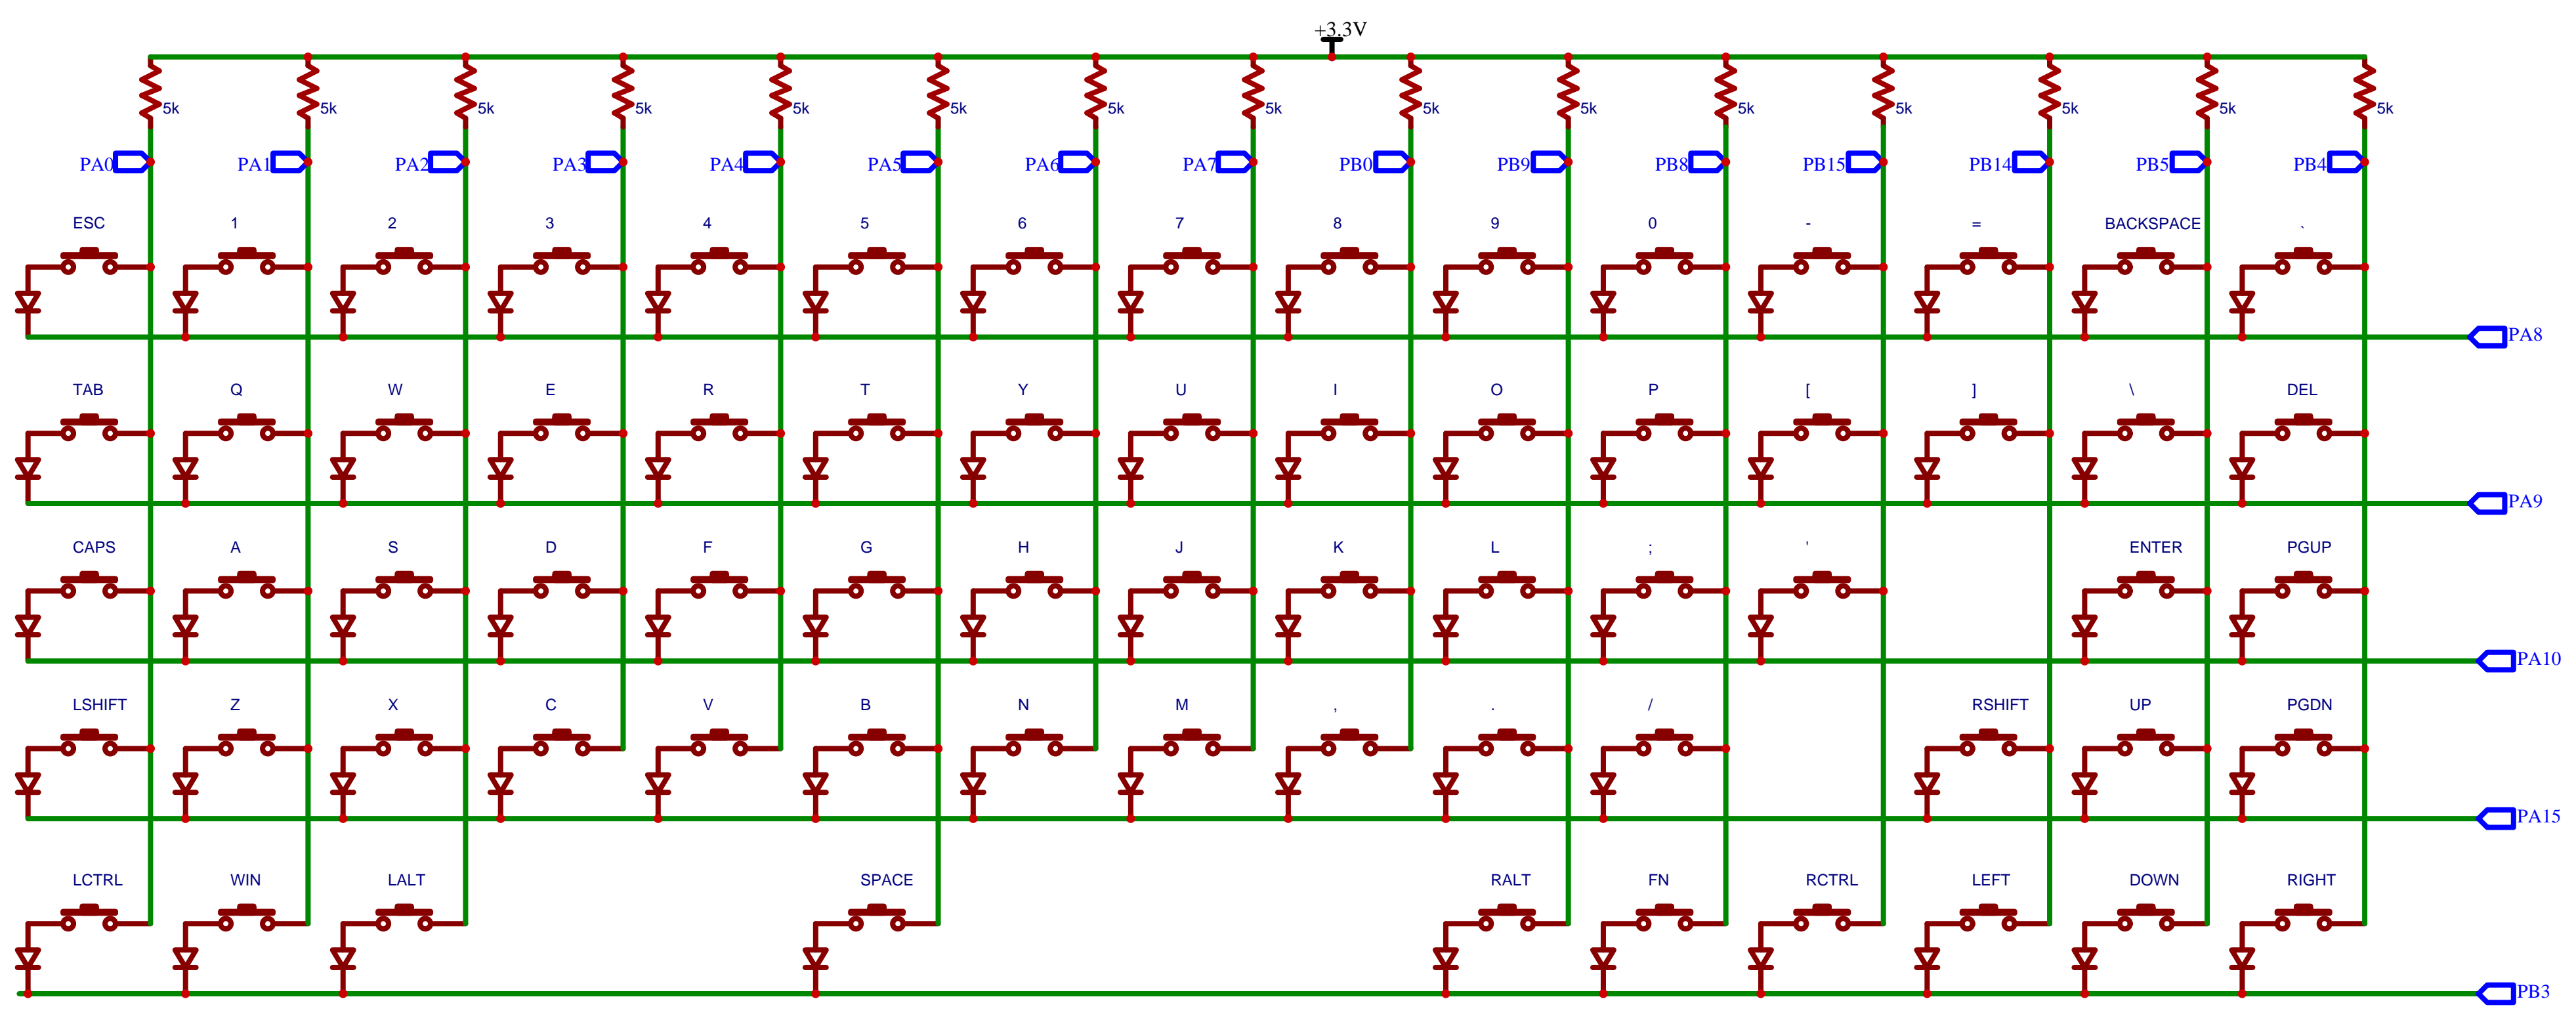 +3.3V
5k 5k 5k 5k 5k 5k 5k 5k 5k 5k 5k 5k 5k 5k 5k
PA0 PA1 PA2 PA3 PA4 PA5 PA6 PA7 PB0 PB9 PB8 PB15 PB14 PB5 PB4
ESC 1 2 3 4 5 6 7 8 9 0 - = BACKSPACE `
PA8
TAB Q W E R T Y U I O P [ ] \ DEL
PA9
CAPS A S D F G H J K L ; ' ENTER PGUP
PA10
LSHIFT Z X C V B N M , . / RSHIFT UP PGDN
PA15
LCTRL WIN LALT SPACE RALT FN RCTRL LEFT DOWN RIGHT
PB3